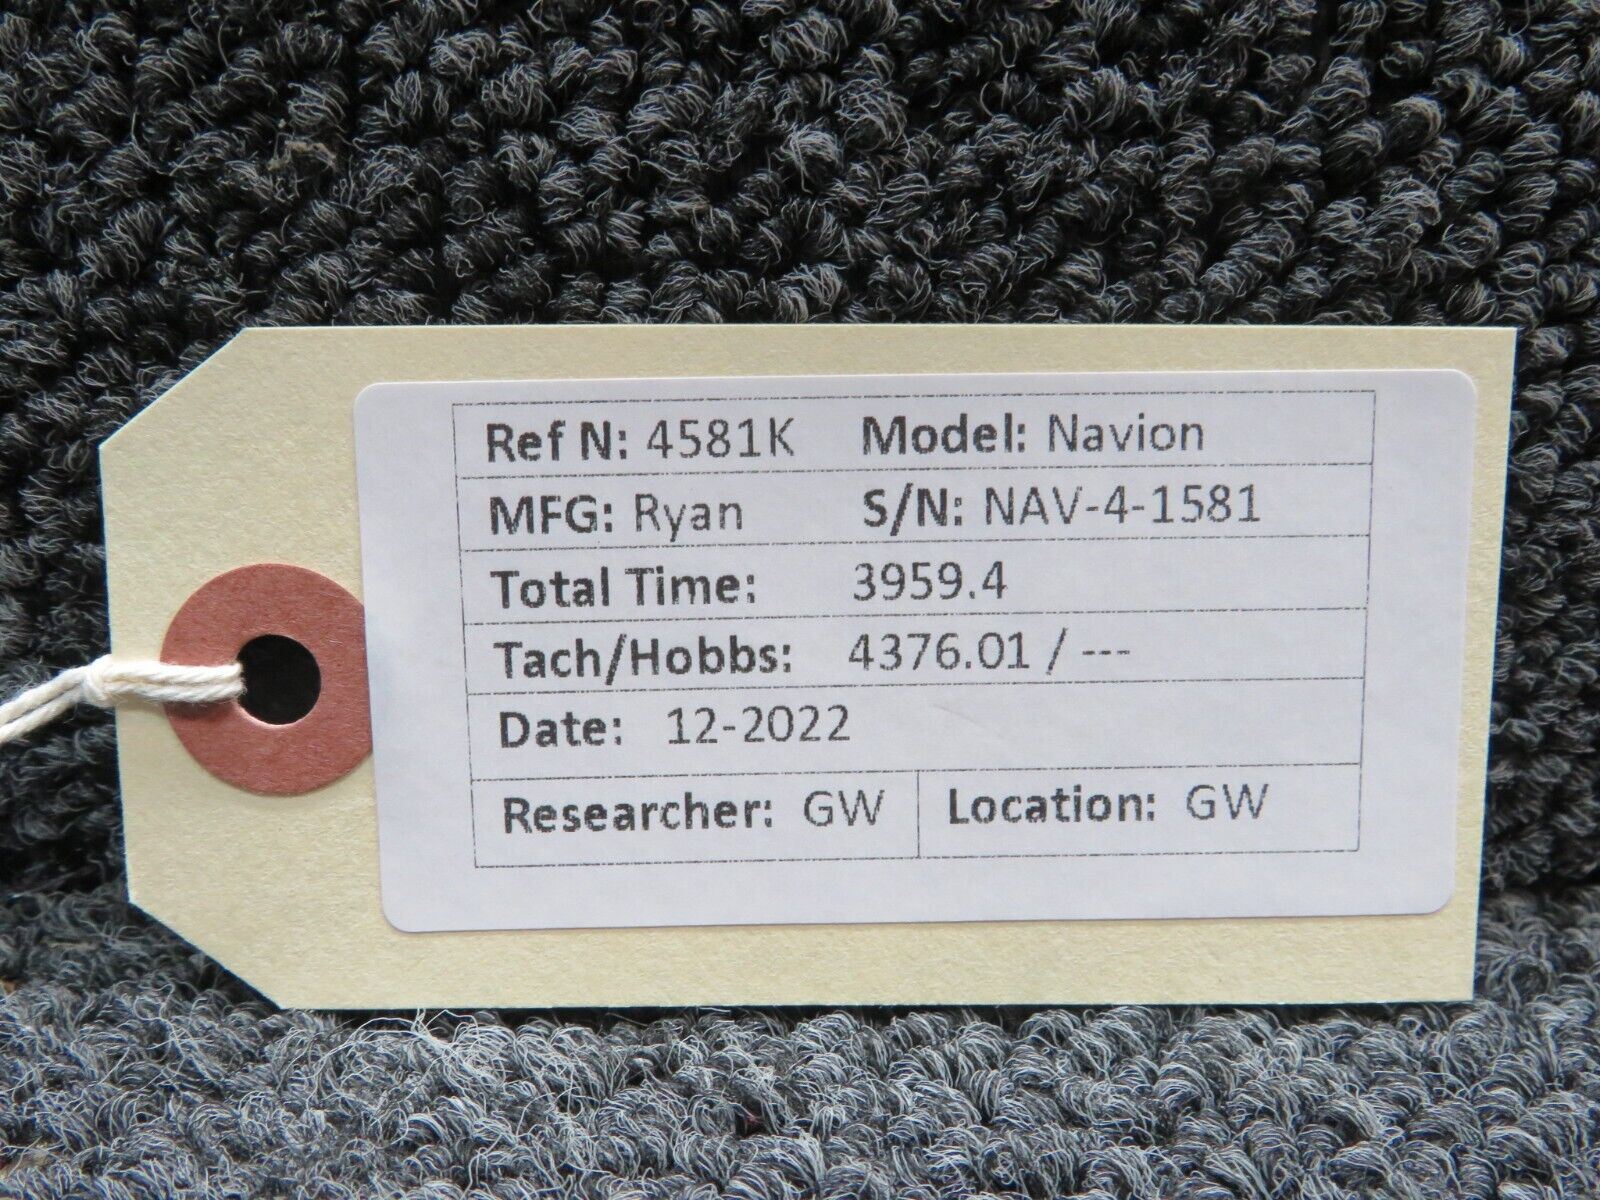 Ref N: 4581K Model: Navion
MFG: Ryan S/N: NAV-4-1581
Total Time: 3959.4
Tach/Hobbs: 4376.01 / ---
Date: 12-2022
Researcher: GW Location: GW